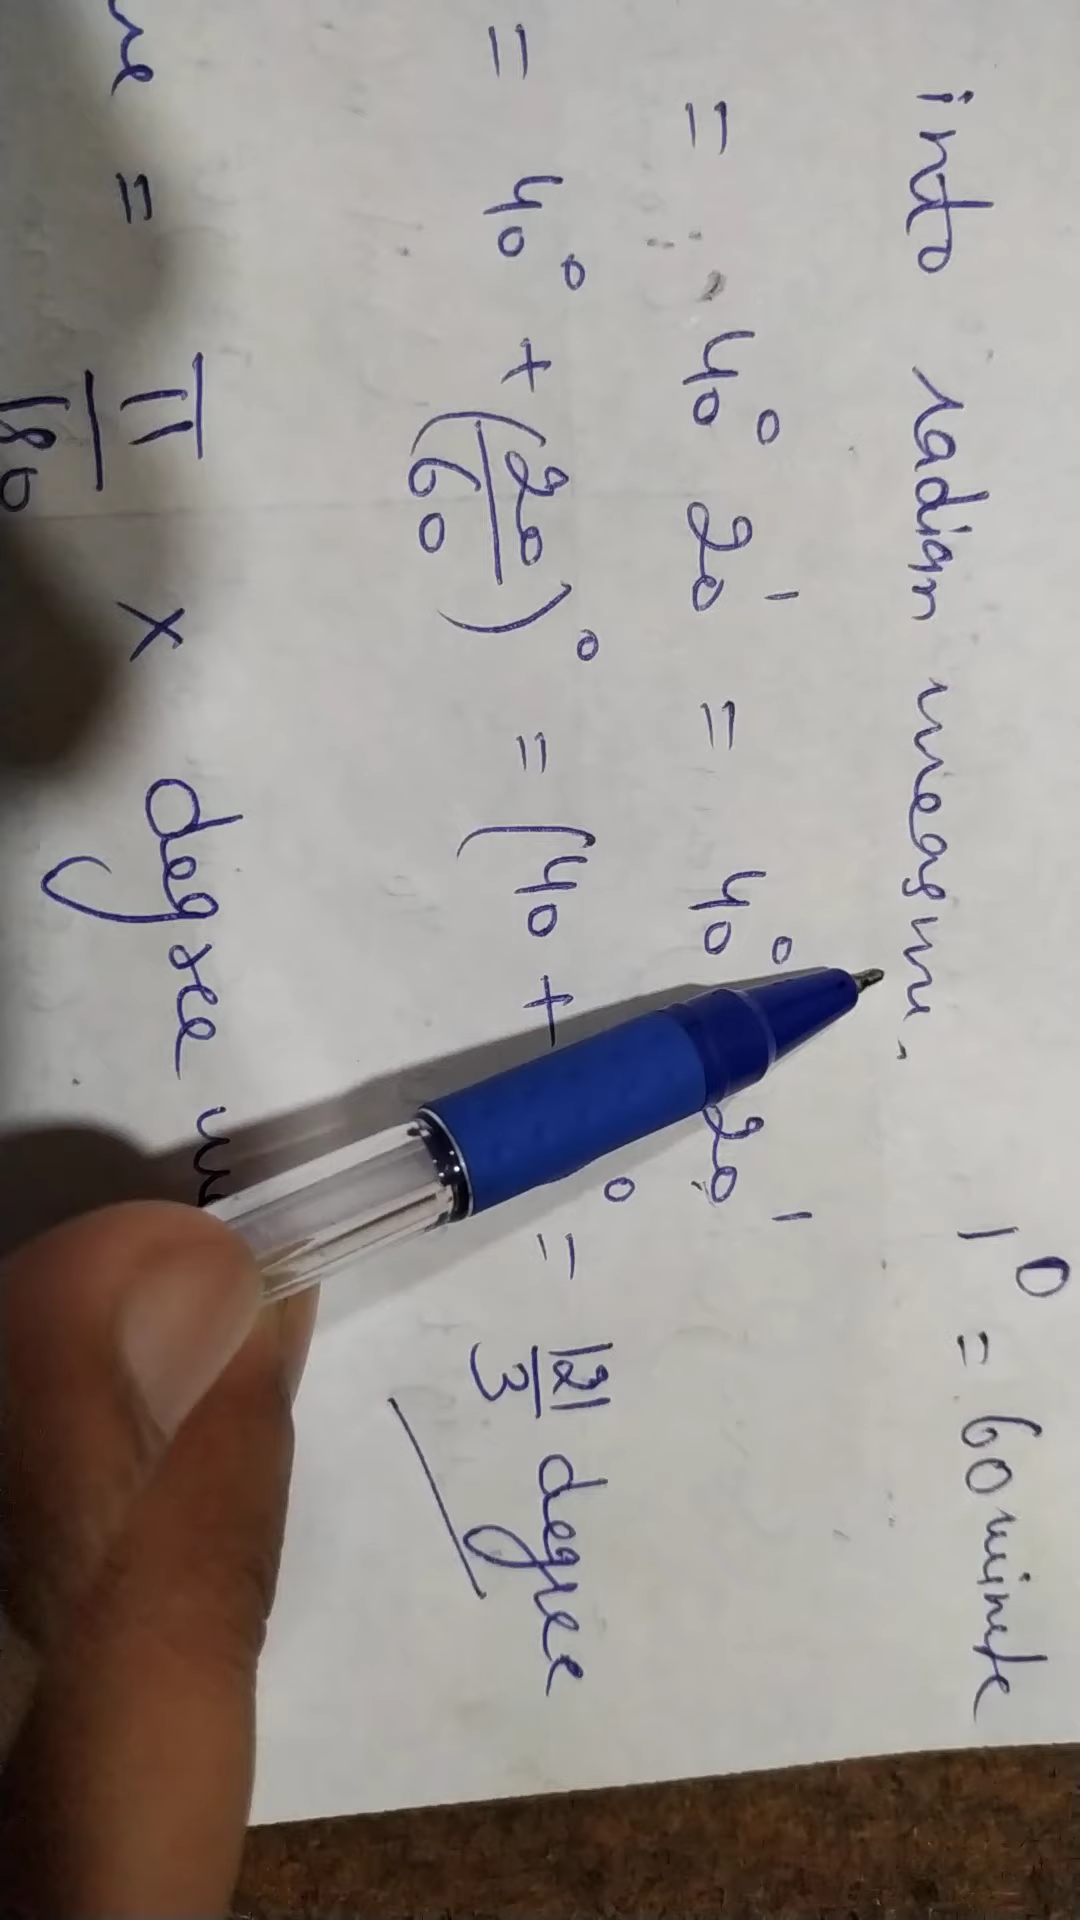 into radian measure. 1° = 60 minute
= 40° 20' = 40° 20'
= 40° + (20/60)° = (40 + ° = 121/3 degree
= π/180 × degree